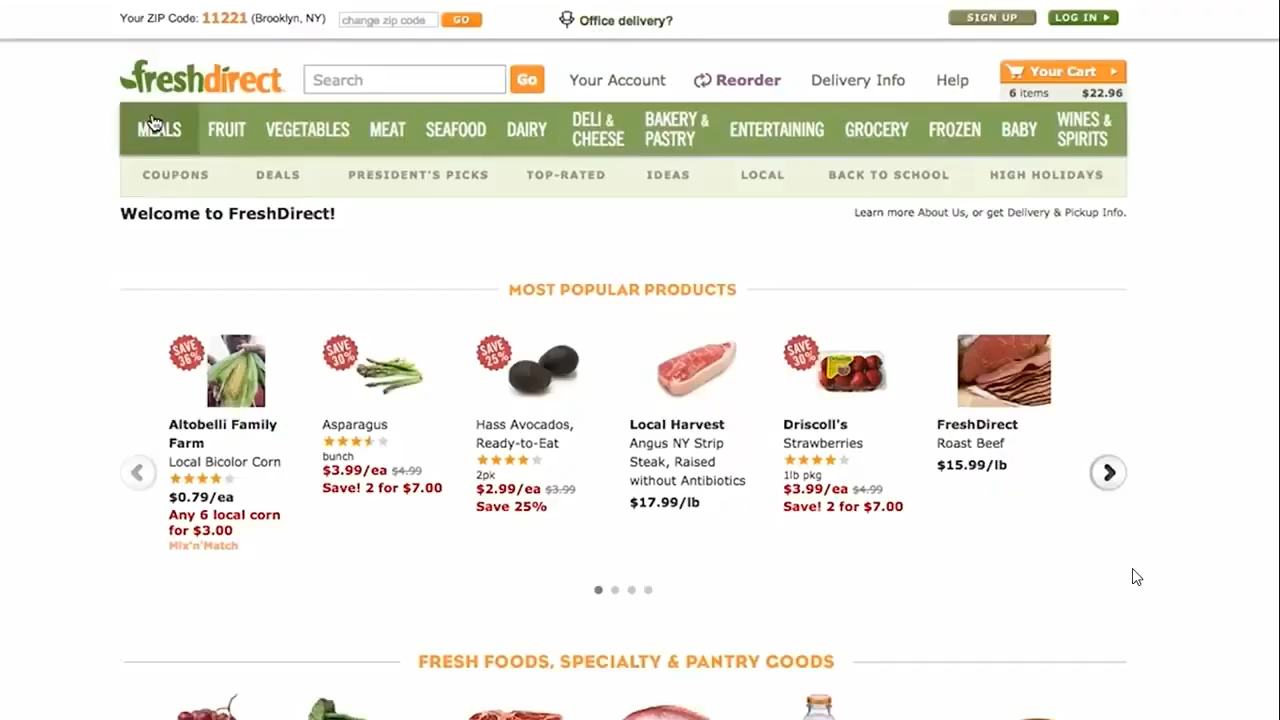 Your ZIP Code: 11221 (Brooklyn, NY) change zip code GO Office delivery? SIGN UP LOG IN
freshdirect Search Go Your Account Reorder Delivery Info Help Your Cart
6 items $22.96
MEALS FRUIT VEGETABLES MEAT SEAFOOD DAIRY DELI & CHEESE BAKERY & PASTRY ENTERTAINING GROCERY FROZEN BABY WINES & SPIRITS
COUPONS DEALS PRESIDENT'S PICKS TOP-RATED IDEAS LOCAL BACK TO SCHOOL HIGH HOLIDAYS
Welcome to FreshDirect! Learn more About Us, or get Delivery & Pickup Info.
MOST POPULAR PRODUCTS
SAVE 36%
Altobelli Family
Farm
Local Bicolor Corn
$0.79/ea
Any 6 local corn
for $3.00
Mix'n'Match
SAVE 30%
Asparagus
bunch
$3.99/ea $4.99
Save! 2 for $7.00
SAVE 25%
Hass Avocados,
Ready-to-Eat
2pk
$2.99/ea $3.99
Save 25%
Local Harvest
Angus NY Strip
Steak, Raised
without Antibiotics
$17.99/lb
SAVE 30%
Driscoll's
Strawberries
1lb pkg
$3.99/ea $4.99
Save! 2 for $7.00
FreshDirect
Roast Beef
$15.99/lb
FRESH FOODS, SPECIALTY & PANTRY GOODS